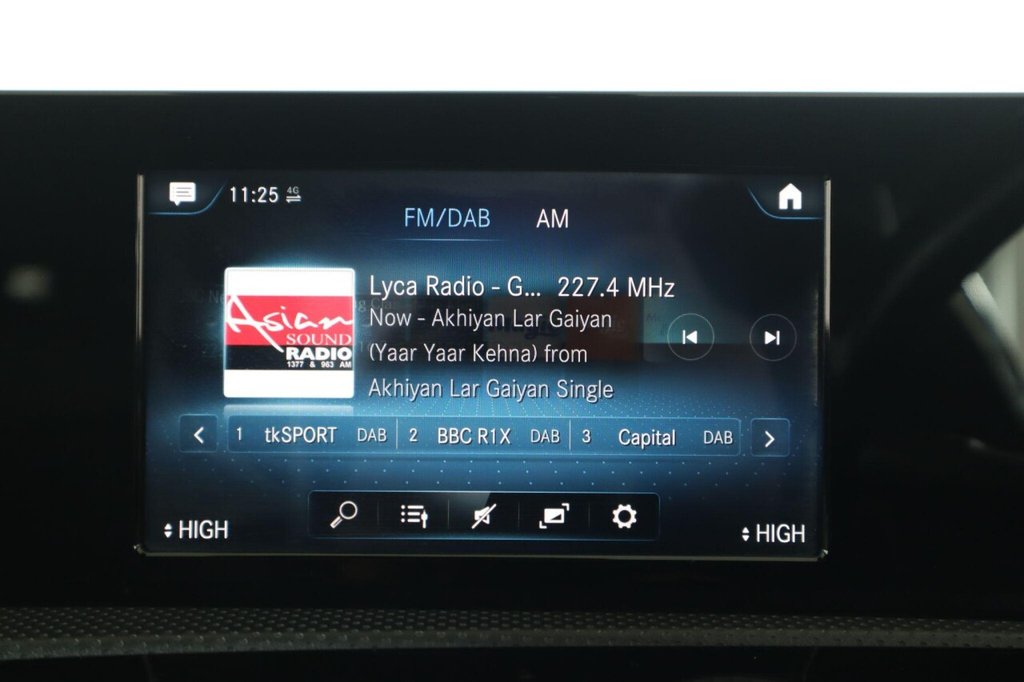 11:25 4G
FM/DAB AM
Asian
SOUND
RADIO
1377 & 963 AM
Lyca Radio - G... 227.4 MHz
Now - Akhiyan Lar Gaiyan
(Yaar Yaar Kehna) from
Akhiyan Lar Gaiyan Single
1 tkSPORT DAB 2 BBC R1X DAB 3 Capital DAB
HIGH HIGH